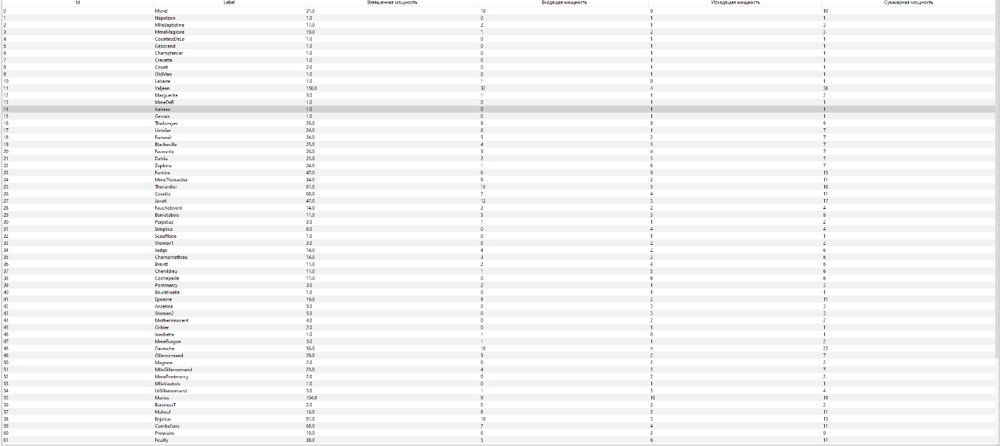 Id Label Взвешенная мощность Входящая мощность Исходящая мощность Суммарная мощность
0 Myriel 31.0 10 0 10
1 Napoleon 1.0 0 1 1
2 MlleBaptistine 17.0 2 1 3
3 MmeMagloire 19.0 1 2 3
4 CountessDeLo 1.0 0 1 1
5 Geborand 1.0 0 1 1
6 Champtercier 1.0 0 1 1
7 Cravatte 1.0 0 1 1
8 Count 2.0 0 1 1
9 OldMan 1.0 0 1 1
10 Labarre 1.0 1 0 1
11 Valjean 158.0 32 4 36
12 Marguerite 3.0 1 1 2
13 MmeDeR 1.0 0 1 1
14 Isabeau 1.0 0 1 1
15 Gervais 1.0 0 1 1
16 Tholomyes 26.0 9 0 9
17 Listolier 24.0 6 1 7
18 Fameuil 24.0 5 2 7
19 Blacheville 25.0 4 3 7
20 Favourite 26.0 3 4 7
21 Dahlia 25.0 2 5 7
22 Zephine 24.0 1 6 7
23 Fantine 47.0 6 9 15
24 MmeThenardier 34.0 9 2 11
25 Thenardier 61.0 13 3 16
26 Cosette 68.0 7 4 11
27 Javert 47.0 12 5 17
28 Fauchelevent 14.0 2 2 4
29 Bamatabois 11.0 5 3 8
30 Perpetue 3.0 1 1 2
31 Simplice 8.0 0 4 4
32 Scaufflaire 1.0 0 1 1
33 Woman1 3.0 0 2 2
34 Judge 14.0 4 2 6
35 Champmathieu 14.0 3 3 6
36 Brevet 11.0 2 4 6
37 Chenildieu 11.0 1 5 6
38 Cochepaille 11.0 0 6 6
39 Pontmercy 3.0 2 1 3
40 Boulatruelle 1.0 0 1 1
41 Eponine 19.0 9 2 11
42 Anzelma 5.0 0 3 3
43 Woman2 5.0 0 3 3
44 MotherInnocent 4.0 0 2 2
45 Gribier 2.0 0 1 1
46 Jondrette 1.0 1 0 1
47 MmeBurgon 3.0 1 1 2
48 Gavroche 56.0 18 4 22
49 Gillenormand 29.0 5 2 7
50 Magnon 2.0 0 2 2
51 MlleGillenormand 23.0 4 3 7
52 MmePontmercy 2.0 0 2 2
53 MlleVaubois 1.0 0 1 1
54 LtGillenormand 5.0 1 3 4
55 Marius 104.0 9 10 19
56 BaronessT 2.0 0 2 2
57 Mabeuf 16.0 8 3 11
58 Enjolras 91.0 10 5 15
59 Combeferre 68.0 7 4 11
60 Prouvaire 19.0 6 3 9
61 Feuilly 38.0 5 6 11